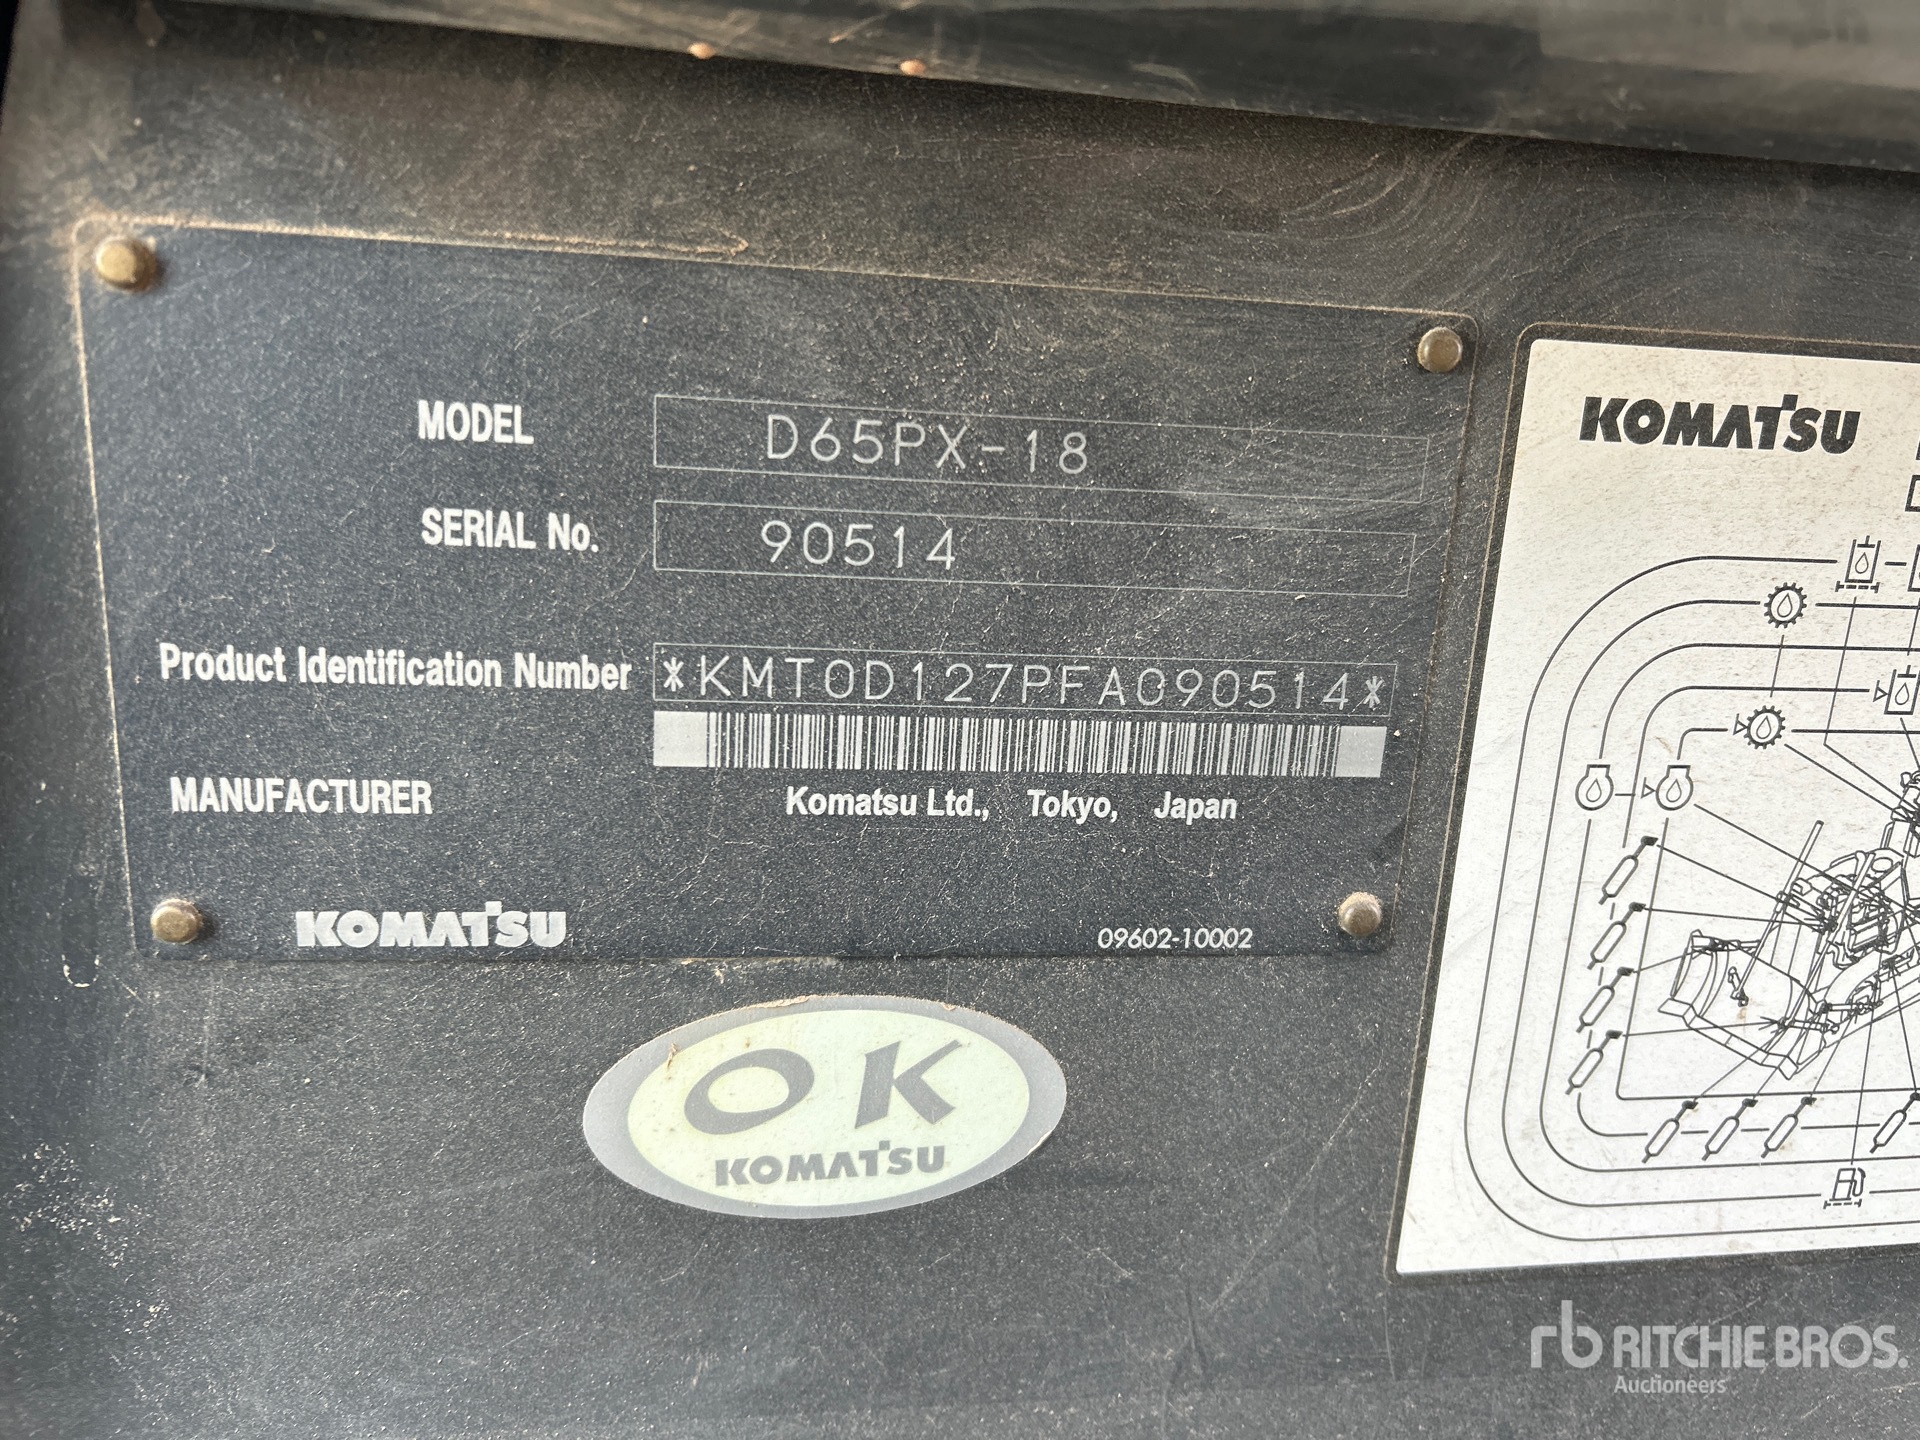 MODEL D65PX-18
SERIAL No. 90514
Product Identification Number *KMT0D127PFA090514*
MANUFACTURER Komatsu Ltd., Tokyo, Japan
KOMATSU 09602-10002
OK
KOMATSU
KOMATSU
rb RITCHIE BROS.
Auctioneers